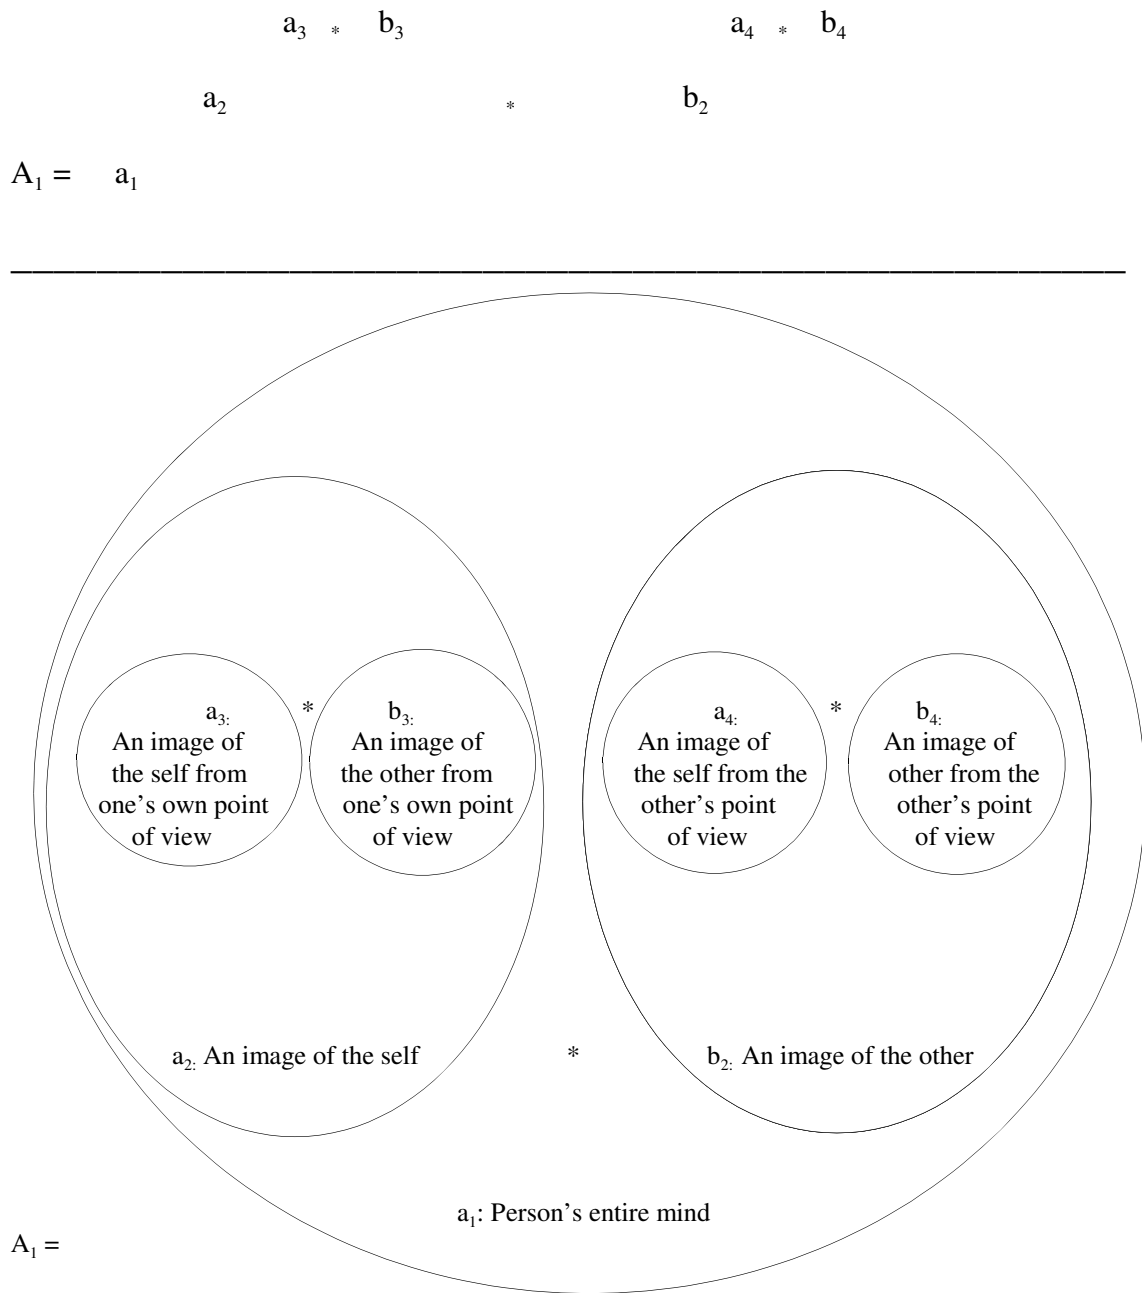 a₃ * b₃ a₄ * b₄
a₂ * b₂
A₁ = a₁
a₃: * b₃: a₄: * b₄:
An image of An image of An image of An image of
the self from the other from the self from the other from the
one's own point one's own point other's point other's point
of view of view of view of view
a₂: An image of the self * b₂: An image of the other
a₁: Person's entire mind
A₁ =